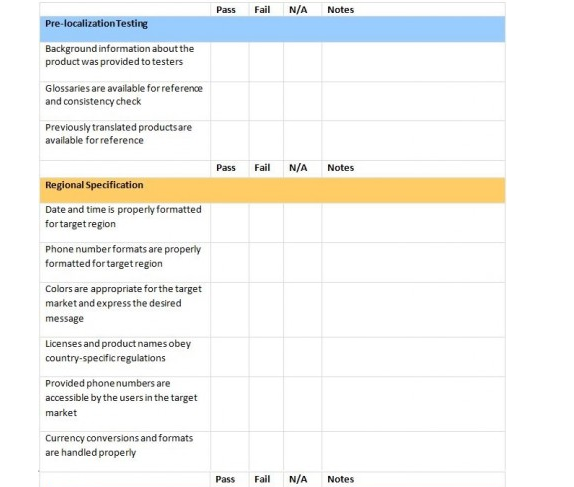 Pass Fail N/A Notes
Pre-localization Testing
Background information about the
product was provided to testers
Glossaries are available for reference
and consistency check
Previously translated products are
available for reference
Pass Fail N/A Notes
Regional Specification
Date and time is properly formatted
for target region
Phone number formats are properly
formatted for target region
Colors are appropriate for the target
market and express the desired
message
Licenses and product names obey
country-specific regulations
Provided phone numbers are
accessible by the users in the target
market
Currency conversions and formats
are handled properly
Pass Fail N/A Notes